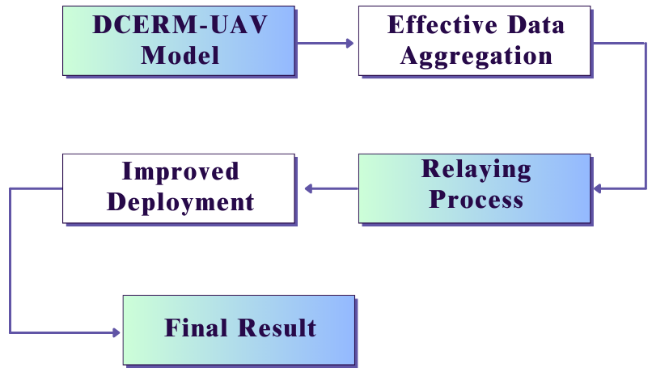 DCERM-UAV
Model
Effective Data
Aggregation
Relaying
Process
Improved
Deployment
Final Result